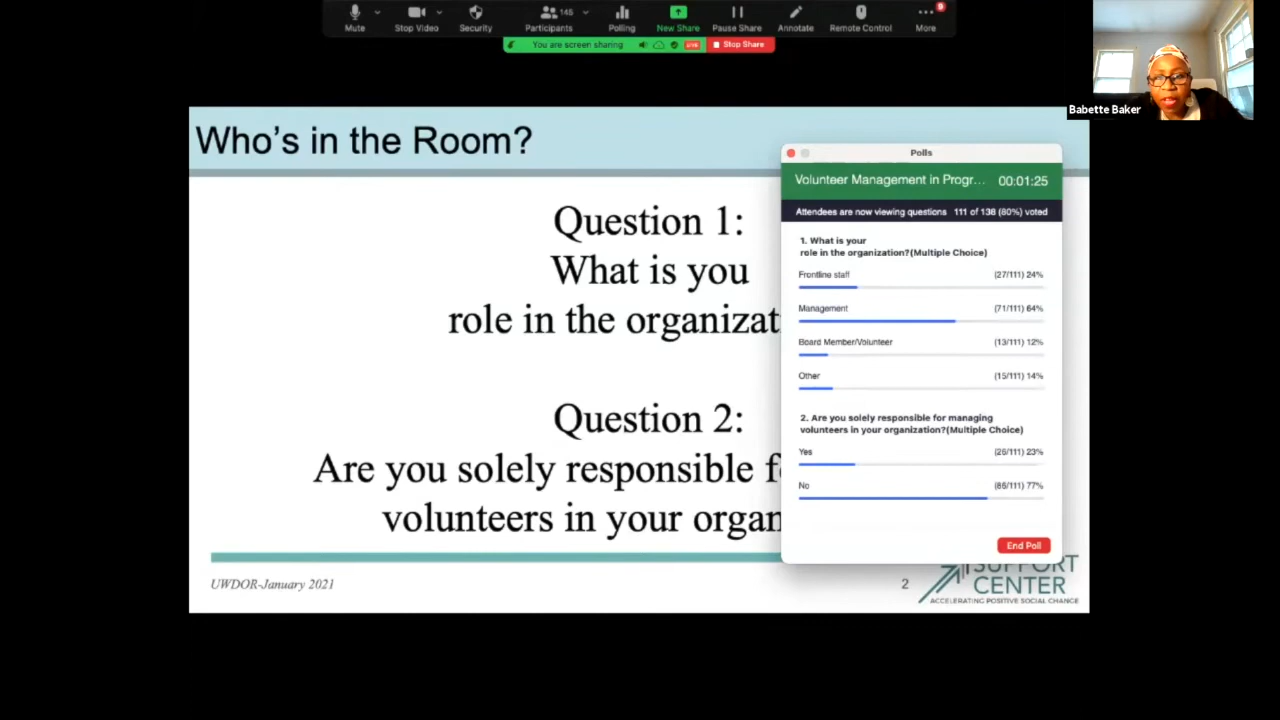 145
9
Mute
Stop Video
Security
Participants
Polling
New Share
Pause Share
Annotate
Remote Control
More
You are screen sharing
LIVE
Stop Share
Babette Baker
Who's in the Room?
Question 1:
What is you
role in the organizat
Question 2:
Are you solely responsible f
volunteers in your organ
UWDOR-January 2021
2
SUPPORT
CENTER
ACCELERATING POSITIVE SOCIAL CHANGE
Polls
Volunteer Management in Progr... 00:01:25
Attendees are now viewing questions 111 of 138 (80%) voted
1. What is your
role in the organization?(Multiple Choice)
Frontline staff (27/111) 24%
Management (71/111) 64%
Board Member/Volunteer (13/111) 12%
Other (15/111) 14%
2. Are you solely responsible for managing
volunteers in your organization?(Multiple Choice)
Yes (26/111) 23%
No (86/111) 77%
End Poll